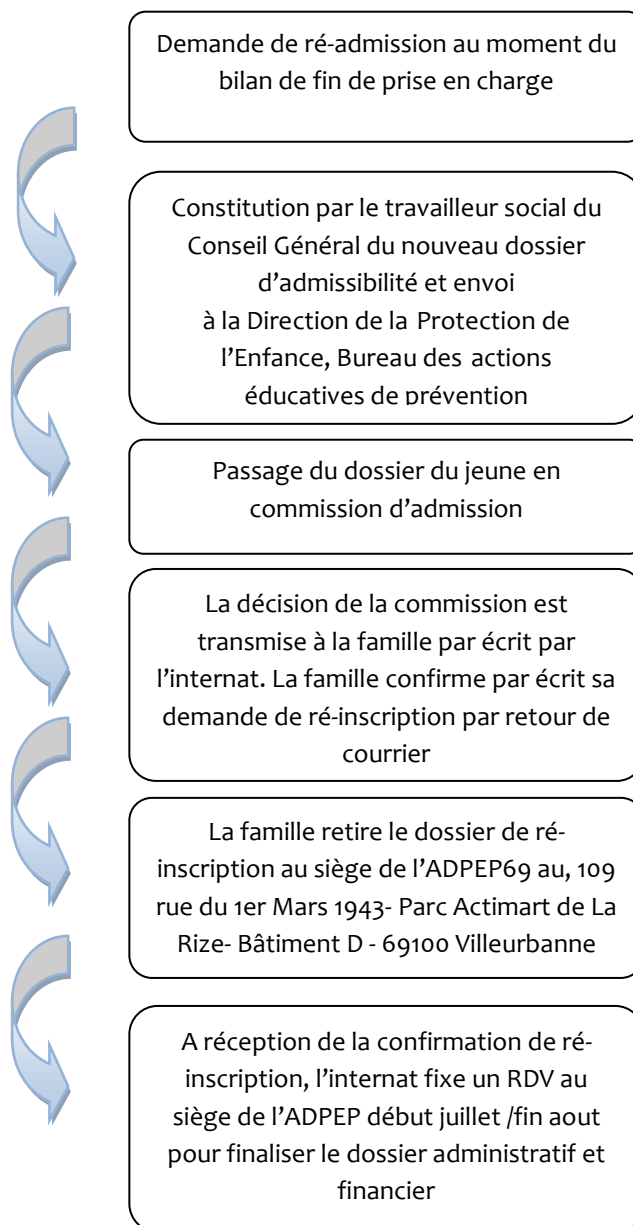 Demande de ré-admission au moment du
bilan de fin de prise en charge
Constitution par le travailleur social du
Conseil Général du nouveau dossier
d'admissibilité et envoi
à la Direction de la Protection de
l'Enfance, Bureau des actions
éducatives de prévention
Passage du dossier du jeune en
commission d'admission
La décision de la commission est
transmise à la famille par écrit par
l'internat. La famille confirme par écrit sa
demande de ré-inscription par retour de
courrier
La famille retire le dossier de ré-
inscription au siège de l'ADPEP69 au, 109
rue du 1er Mars 1943- Parc Actimart de La
Rize- Bâtiment D - 69100 Villeurbanne
A réception de la confirmation de ré-
inscription, l'internat fixe un RDV au
siège de l'ADPEP début juillet /fin aout
pour finaliser le dossier administratif et
financier